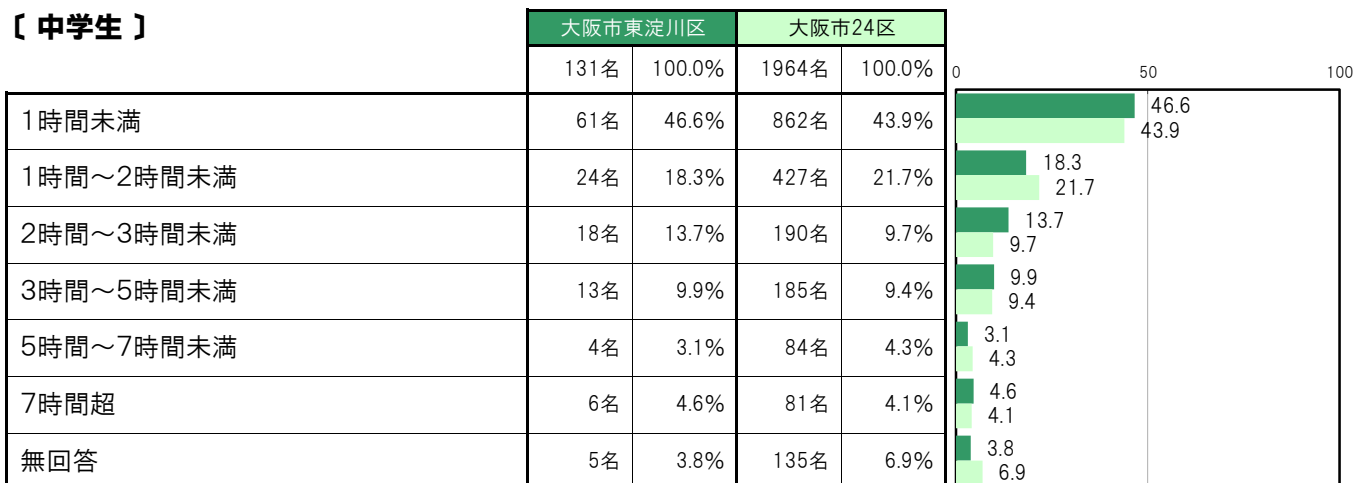 〔 中学生 〕
大阪市東淀川区 大阪市24区
131名 100.0% 1964名 100.0% 0 50 100
1時間未満 61名 46.6% 862名 43.9% 46.6
43.9
1時間～2時間未満 24名 18.3% 427名 21.7% 18.3
21.7
2時間～3時間未満 18名 13.7% 190名 9.7% 13.7
9.7
3時間～5時間未満 13名 9.9% 185名 9.4% 9.9
9.4
5時間～7時間未満 4名 3.1% 84名 4.3% 3.1
4.3
7時間超 6名 4.6% 81名 4.1% 4.6
4.1
無回答 5名 3.8% 135名 6.9% 3.8
6.9